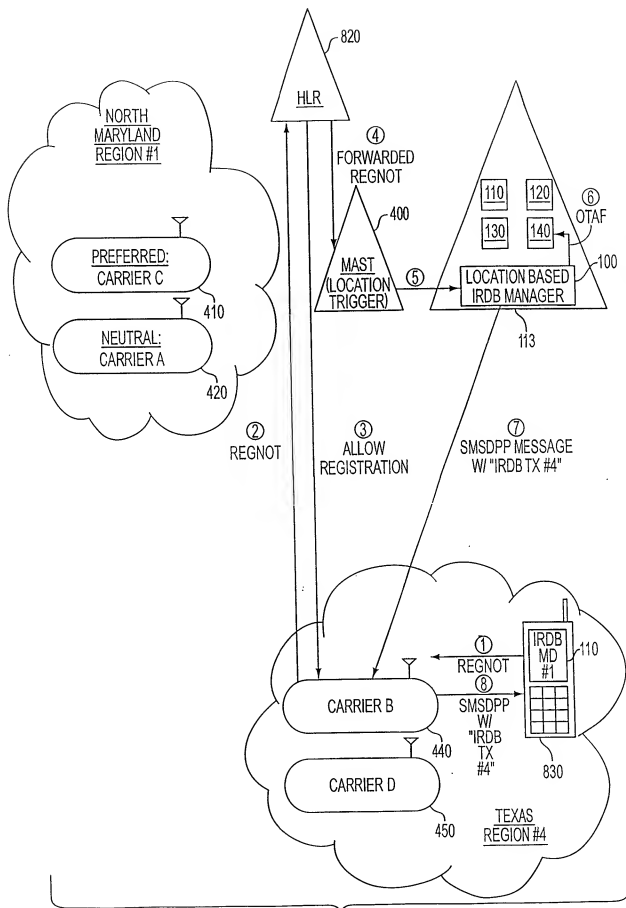 820
HLR
NORTH
MARYLAND
REGION #1
④
FORWARDED
REGNOT
400
110
120
130
140
⑥
OTAF
PREFERRED:
CARRIER C
410
MAST
(LOCATION
TRIGGER)
⑤
LOCATION BASED
IRDB MANAGER
100
113
NEUTRAL:
CARRIER A
420
②
REGNOT
③
ALLOW
REGISTRATION
⑦
SMSDPP MESSAGE
W/ "IRDB TX #4"
①
REGNOT
IRDB
MD
#1
110
CARRIER B
440
⑧
SMSDPP
W/
"IRDB
TX
#4"
830
CARRIER D
450
TEXAS
REGION #4